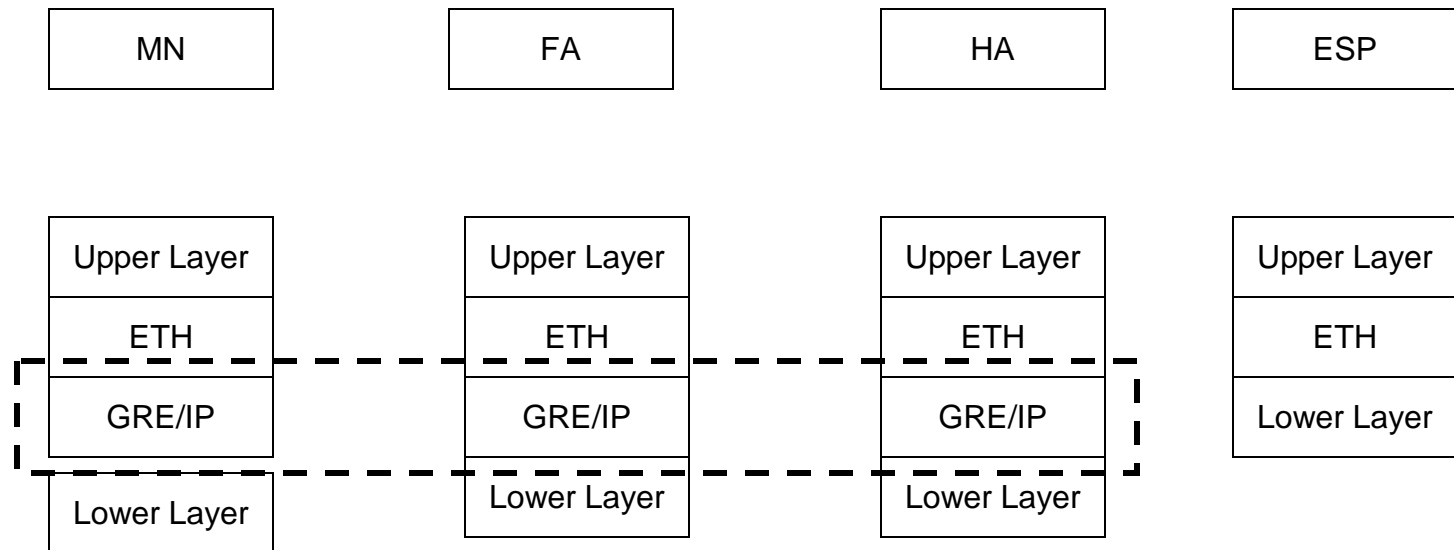 MN FA HA ESP
Upper Layer Upper Layer Upper Layer Upper Layer
ETH ETH ETH ETH
GRE/IP GRE/IP GRE/IP Lower Layer
Lower Layer Lower Layer Lower Layer